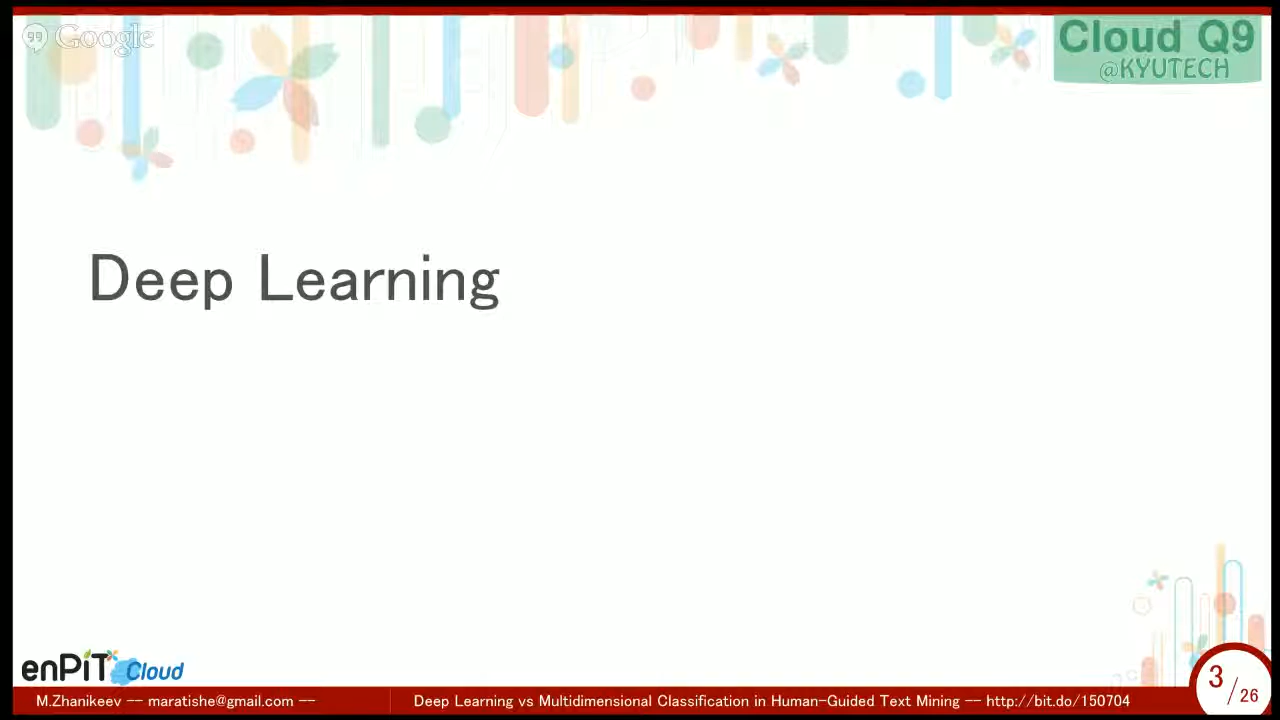 Google
Cloud Q9
@KYUTECH
Deep Learning
enPiT Cloud
M.Zhanikeev -- maratishe@gmail.com --
Deep Learning vs Multidimensional Classification in Human-Guided Text Mining -- http://bit.do/150704
3/26